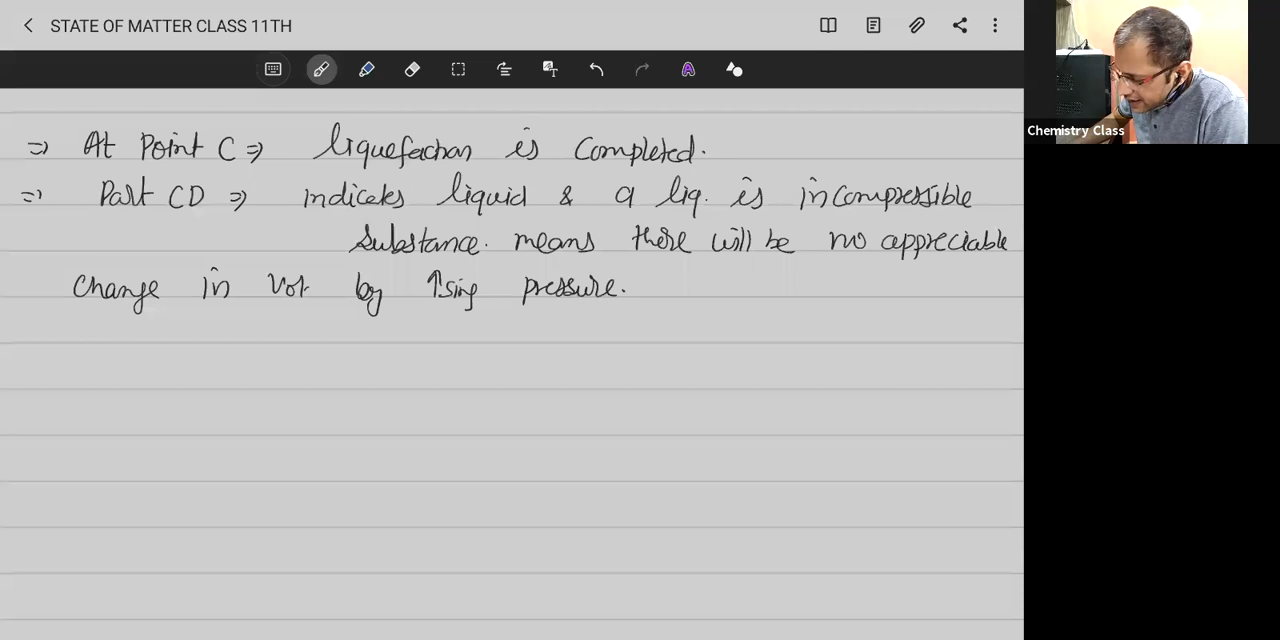 STATE OF MATTER CLASS 11TH
Chemistry Class
⇒ At Point C ⇒ liquefaction is Completed.
⇒ Part CD ⇒ indicates liquid & a liq. is incompressible
substance. means there will be no appreciable
change in Vol. by ↑sing pressure.